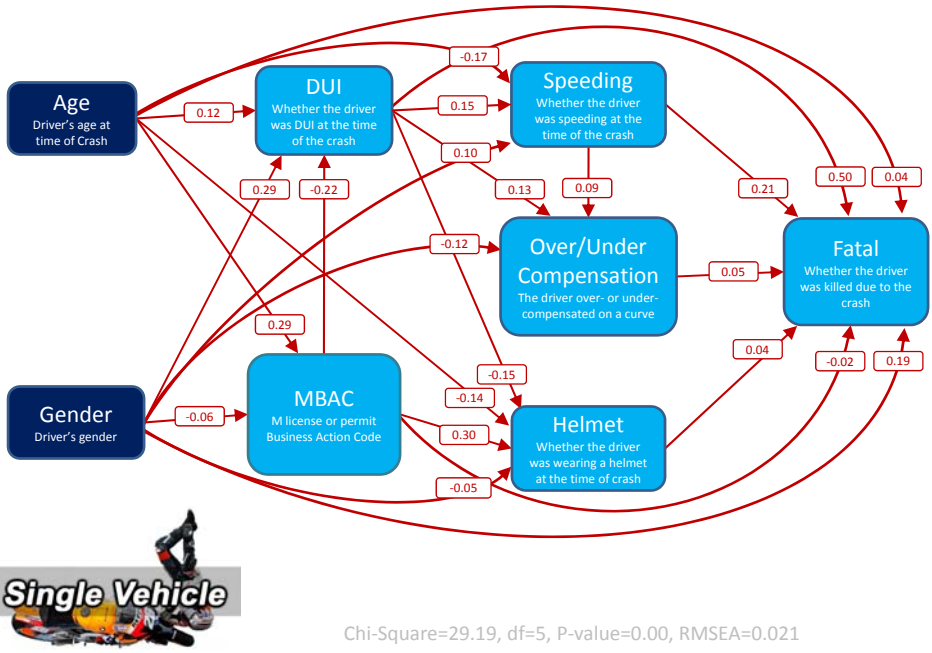 -0.17
Age
Driver's age at
time of Crash
0.12
DUI
Whether the driver
was DUI at the time
of the crash
0.15
Speeding
Whether the driver
was speeding at the
time of the crash
0.10
0.29
-0.22
0.13
0.09
0.21
0.50
0.04
-0.12
Over/Under
Compensation
The driver over- or under-
compensated on a curve
0.05
Fatal
Whether the driver
was killed due to the
crash
0.29
0.04
-0.02
0.19
-0.15
-0.14
Gender
Driver's gender
-0.06
MBAC
M license or permit
Business Action Code
0.30
Helmet
Whether the driver
was wearing a helmet
at the time of crash
-0.05
Single Vehicle
Chi-Square=29.19, df=5, P-value=0.00, RMSEA=0.021